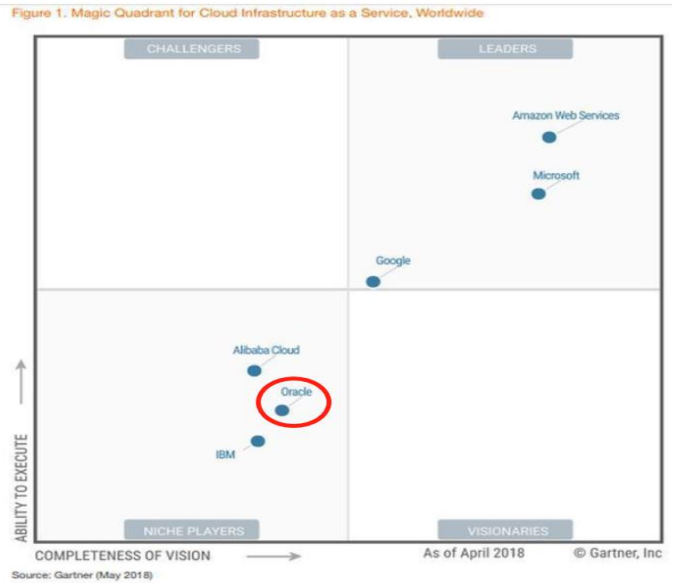 Figure 1. Magic Quadrant for Cloud Infrastructure as a Service, Worldwide
CHALLENGERS
LEADERS
Amazon Web Services
Microsoft
Google
Alibaba Cloud
Oracle
IBM
ABILITY TO EXECUTE
NICHE PLAYERS
VISIONARIES
COMPLETENESS OF VISION
As of April 2018
© Gartner, Inc
Source: Gartner (May 2018)